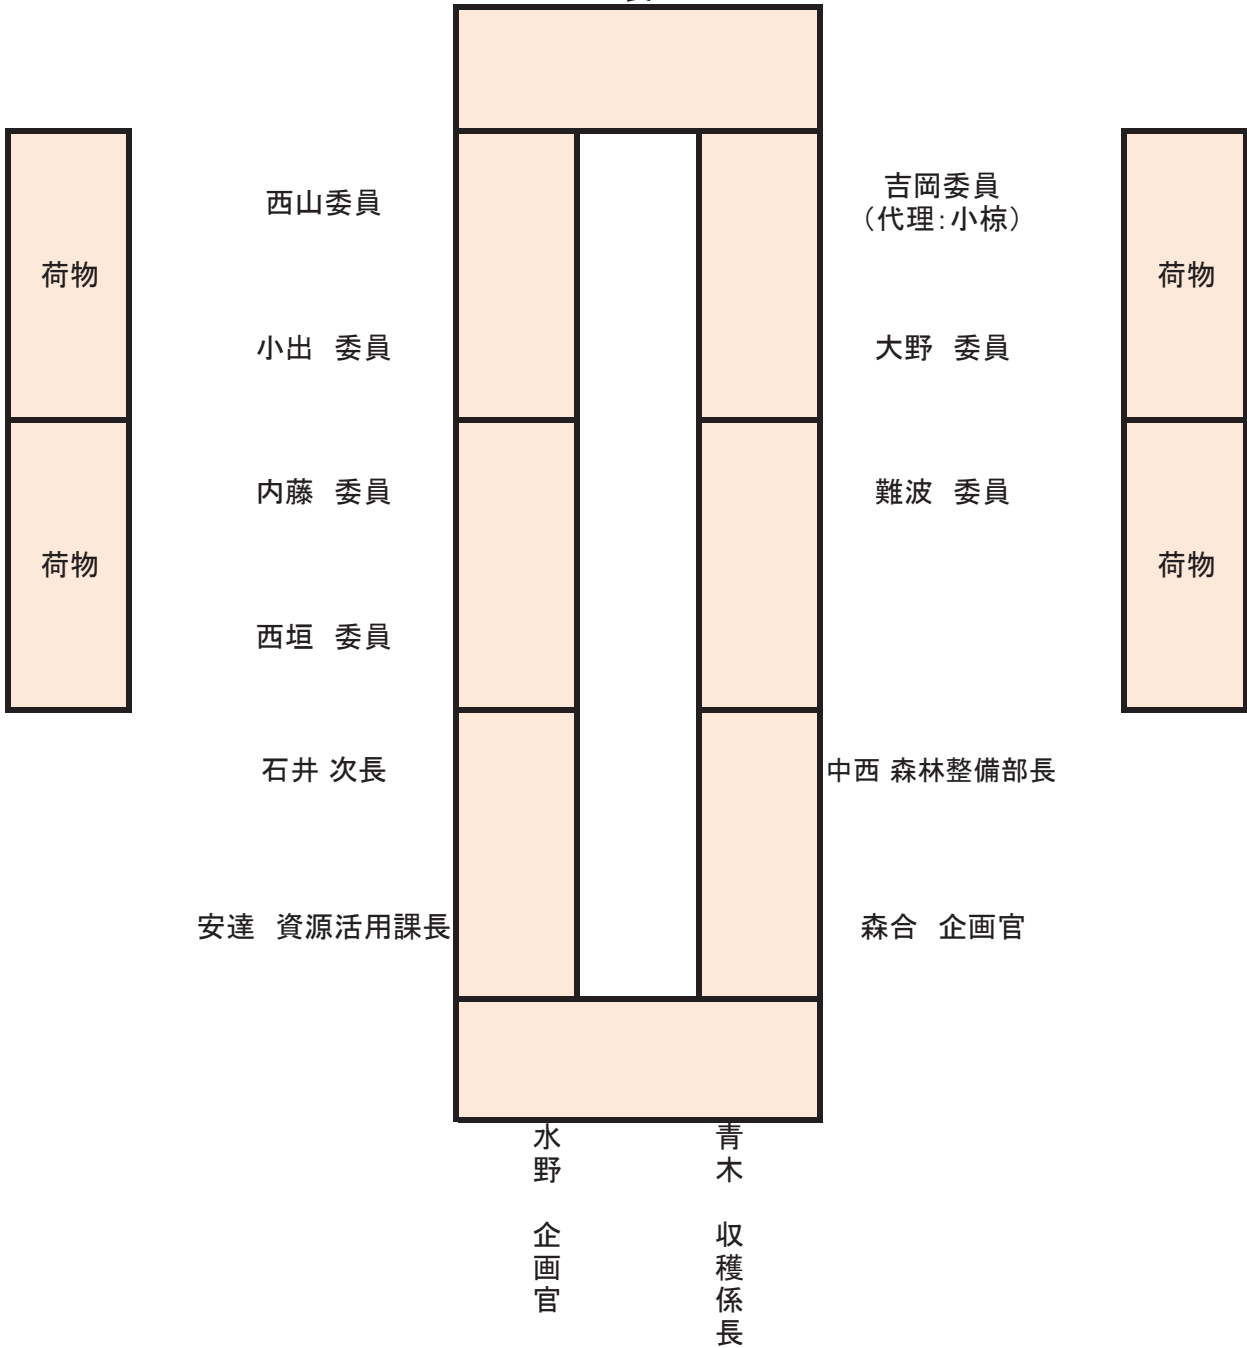 西山委員
吉岡委員
（代理：小椋）
荷物
荷物
小出　委員
大野　委員
内藤　委員
難波　委員
荷物
荷物
西垣　委員
石井 次長
中西 森林整備部長
安達　資源活用課長
森合　企画官
水野　企画官
青木　収穫係長